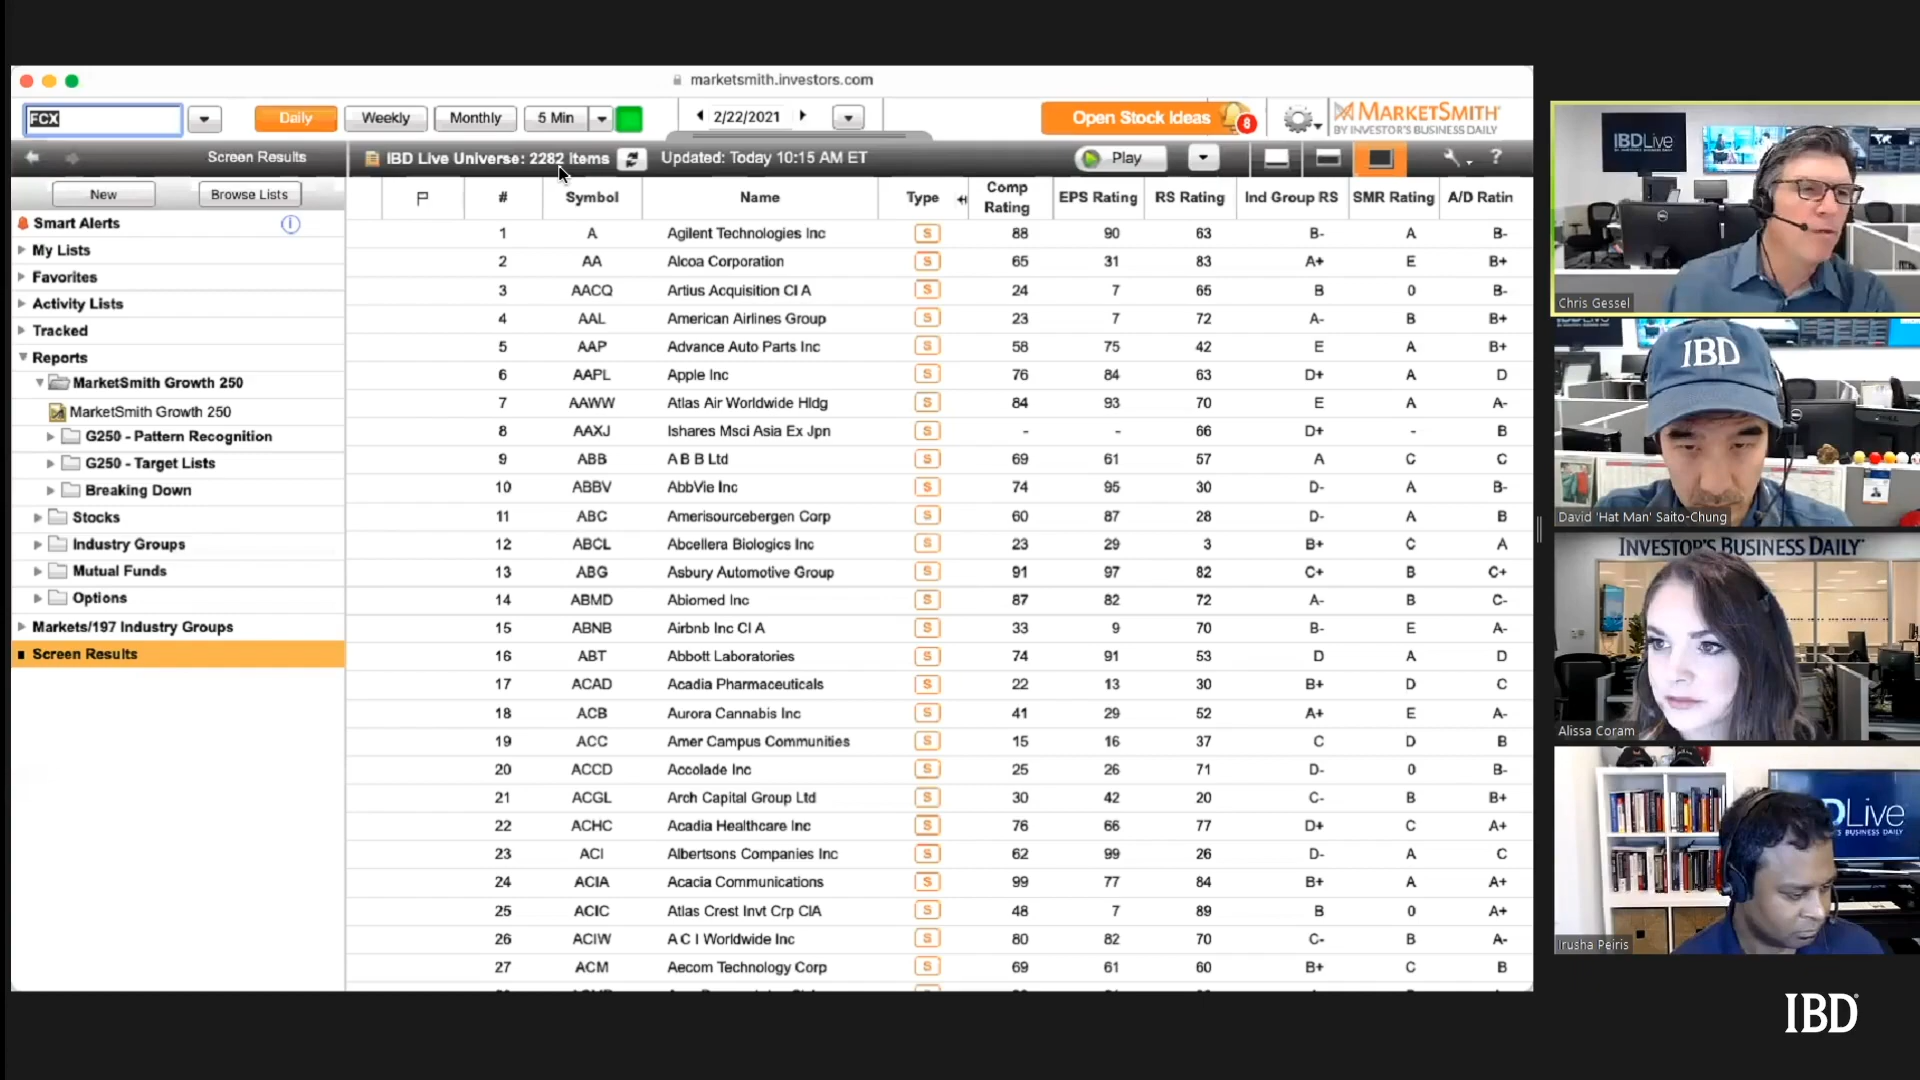 marketsmith.investors.com
FCX
Daily
Weekly
Monthly
5 Min
2/22/2021
Open Stock Ideas
8
MARKETSMITH
BY INVESTOR'S BUSINESS DAILY
Screen Results
IBD Live Universe: 2282 items
Updated: Today 10:15 AM ET
Play
?
New
Browse Lists
Smart Alerts
My Lists
Favorites
Activity Lists
Tracked
Reports
MarketSmith Growth 250
MarketSmith Growth 250
G250 - Pattern Recognition
G250 - Target Lists
Breaking Down
Stocks
Industry Groups
Mutual Funds
Options
Markets/197 Industry Groups
Screen Results
# Symbol Name Type Comp Rating EPS Rating RS Rating Ind Group RS SMR Rating A/D Ratin
1 A Agilent Technologies Inc S 88 90 63 B- A B-
2 AA Alcoa Corporation S 65 31 83 A+ E B+
3 AACQ Artius Acquisition Cl A S 24 7 65 B 0 B-
4 AAL American Airlines Group S 23 7 72 A- B B+
5 AAP Advance Auto Parts Inc S 58 75 42 E A B+
6 AAPL Apple Inc S 76 84 63 D+ A D
7 AAWW Atlas Air Worldwide Hldg S 84 93 70 E A A-
8 AAXJ Ishares Msci Asia Ex Jpn S - - 66 D+ - B
9 ABB A B B Ltd S 69 61 57 A C C
10 ABBV AbbVie Inc S 74 95 30 D- A B-
11 ABC Amerisourcebergen Corp S 60 87 28 D- A B
12 ABCL Abcellera Biologics Inc S 23 29 3 B+ C A
13 ABG Asbury Automotive Group S 91 97 82 C+ B C+
14 ABMD Abiomed Inc S 87 82 72 A- B C-
15 ABNB Airbnb Inc Cl A S 33 9 70 B- E A-
16 ABT Abbott Laboratories S 74 91 53 D A D
17 ACAD Acadia Pharmaceuticals S 22 13 30 B+ D C
18 ACB Aurora Cannabis Inc S 41 29 52 A+ E A-
19 ACC Amer Campus Communities S 15 16 37 C D B
20 ACCD Accolade Inc S 25 26 71 D- 0 B-
21 ACGL Arch Capital Group Ltd S 30 42 20 C- B B+
22 ACHC Acadia Healthcare Inc S 76 66 77 D+ C A+
23 ACI Albertsons Companies Inc S 62 99 26 D- A C
24 ACIA Acacia Communications S 99 77 84 B+ A A+
25 ACIC Atlas Crest Invt Crp ClA S 48 7 89 B 0 A+
26 ACIW A C I Worldwide Inc S 80 82 70 C- B A-
27 ACM Aecom Technology Corp S 69 61 60 B+ C B
IBDLive
Chris Gessel
IBD
David 'Hat Man' Saito-Chung
INVESTOR'S BUSINESS DAILY
Alissa Coram
DLive
Irusha Peiris
IBD